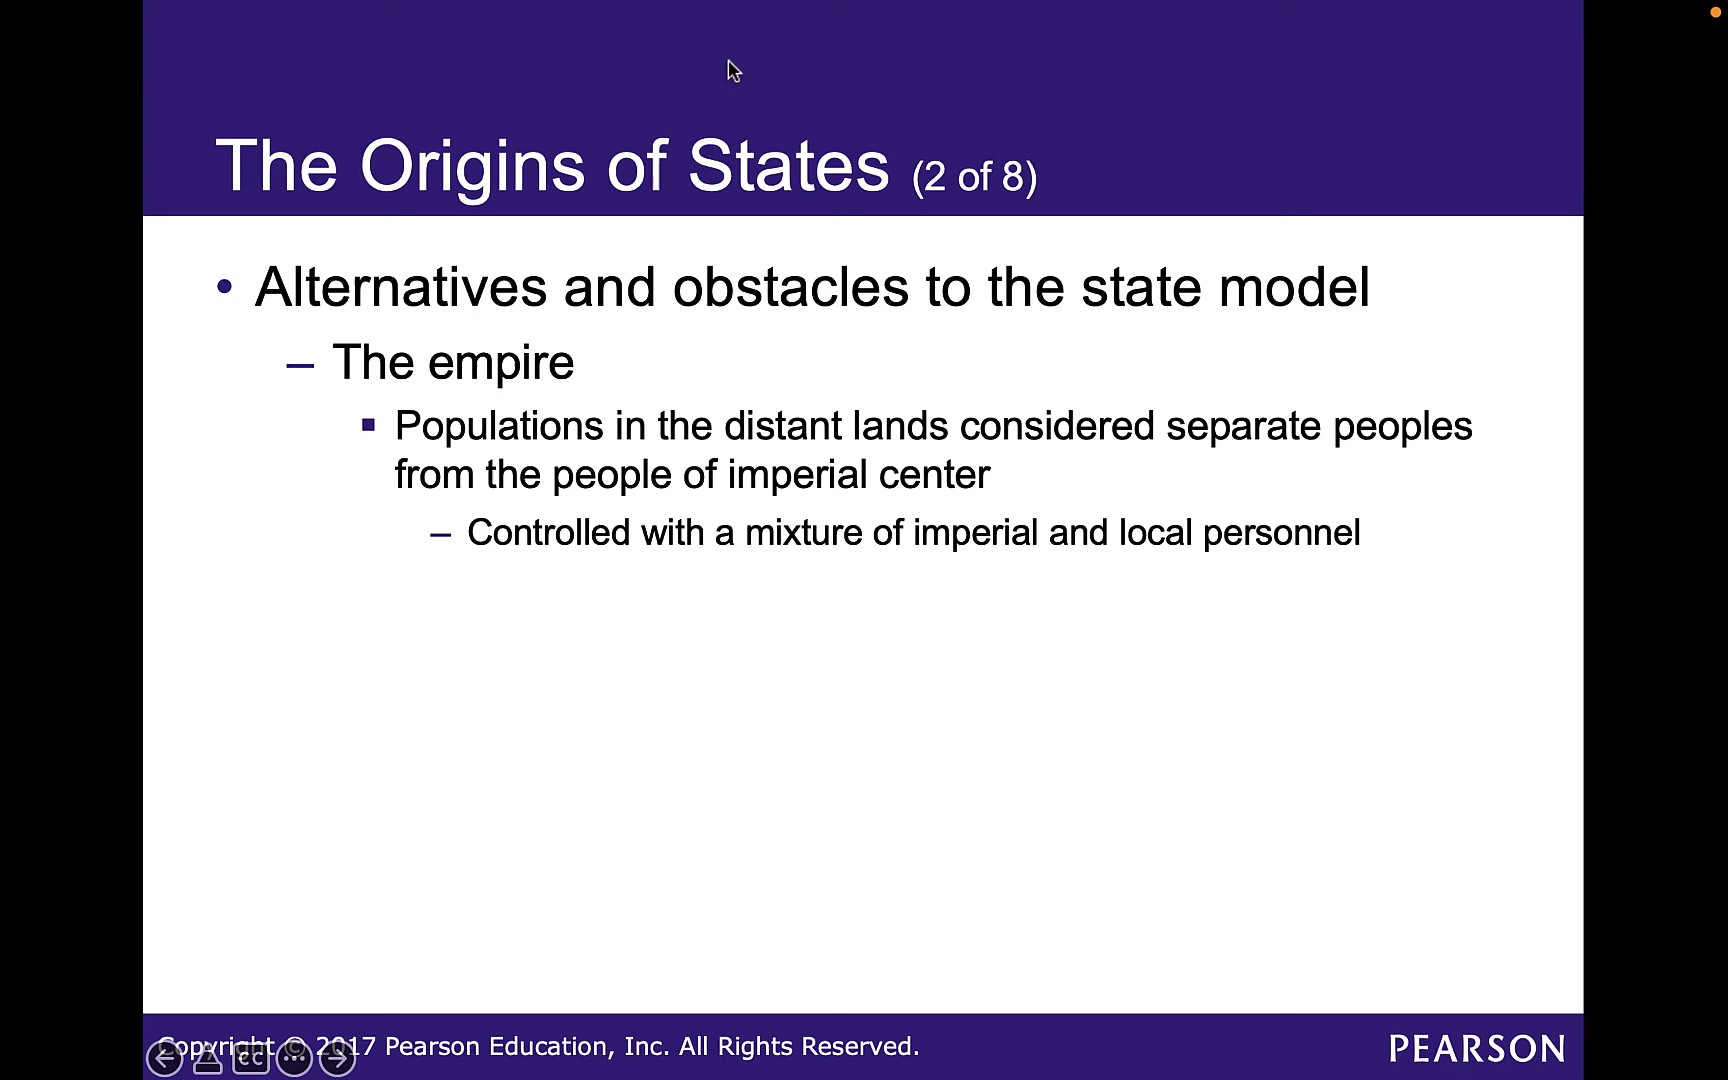 The Origins of States (2 of 8)
• Alternatives and obstacles to the state model
– The empire
▪ Populations in the distant lands considered separate peoples
from the people of imperial center
– Controlled with a mixture of imperial and local personnel
Copyright © 2017 Pearson Education, Inc. All Rights Reserved.
CC
PEARSON